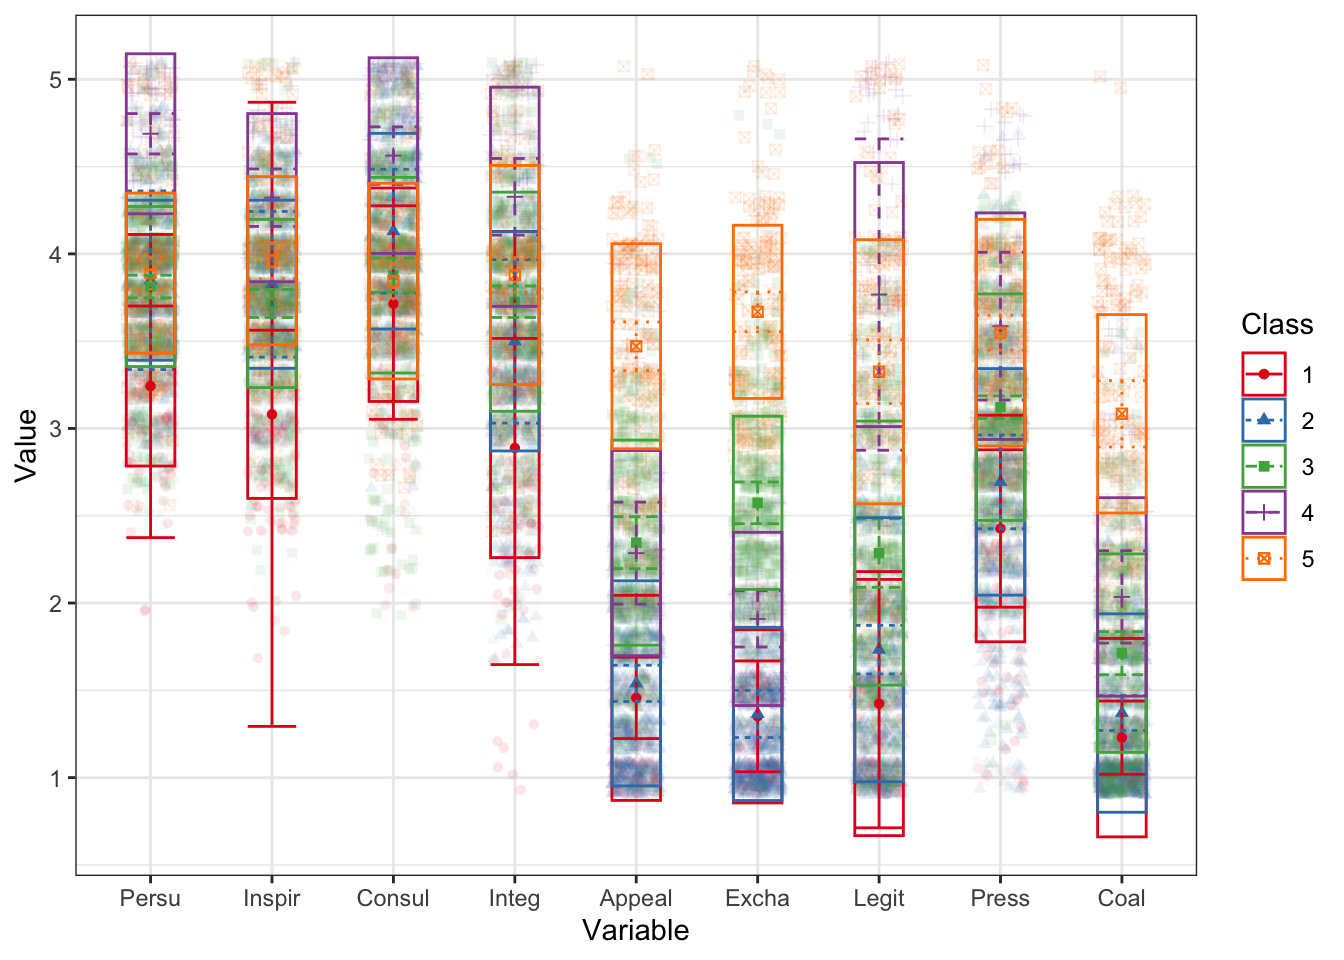 5
4
3
2
1
Value
Persu Inspir Consul Integ Appeal Excha Legit Press Coal
Variable
Class
1
2
3
4
5